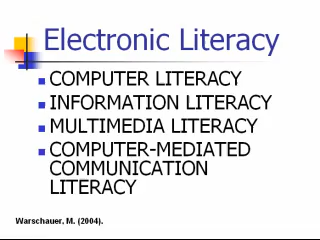 Electronic Literacy
COMPUTER LITERACY
INFORMATION LITERACY
MULTIMEDIA LITERACY
COMPUTER-MEDIATED
COMMUNICATION
LITERACY
Warschauer, M. (2004).